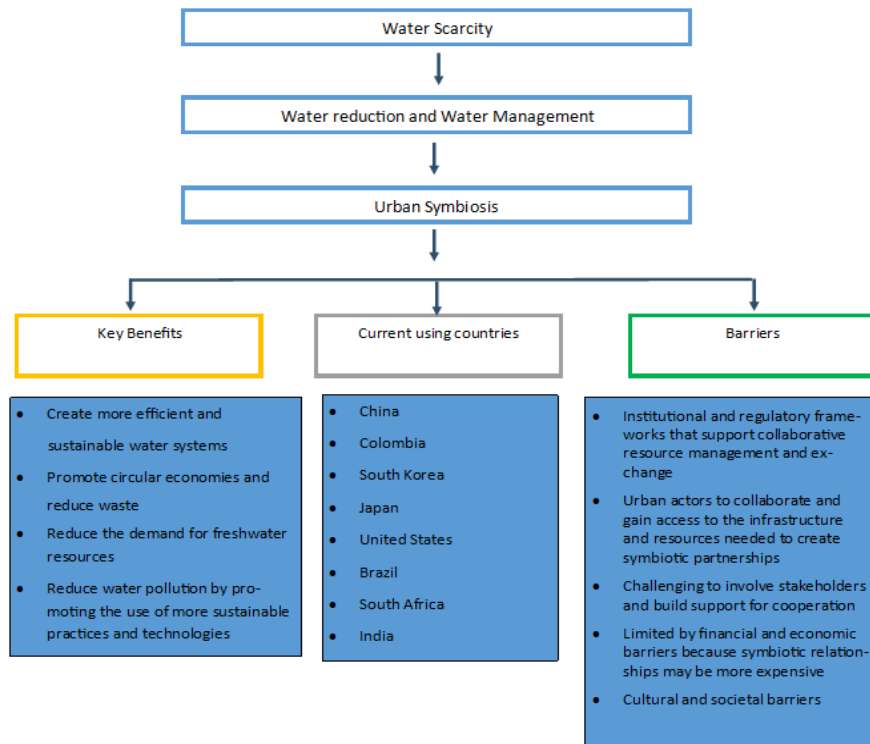 Water Scarcity
Water reduction and Water Management
Urban Symbiosis
Key Benefits
Current using countries
Barriers
• Create more efficient and
sustainable water systems
• Promote circular economies and
reduce waste
• Reduce the demand for freshwater
resources
• Reduce water pollution by pro-
moting the use of more sustainable
practices and technologies
• China
• Colombia
• South Korea
• Japan
• United States
• Brazil
• South Africa
• India
• Institutional and regulatory frame-
works that support collaborative
resource management and ex-
change
• Urban actors to collaborate and
gain access to the infrastructure
and resources needed to create
symbiotic partnerships
• Challenging to involve stakeholders
and build support for cooperation
• Limited by financial and economic
barriers because symbiotic relation-
ships may be more expensive
• Cultural and societal barriers